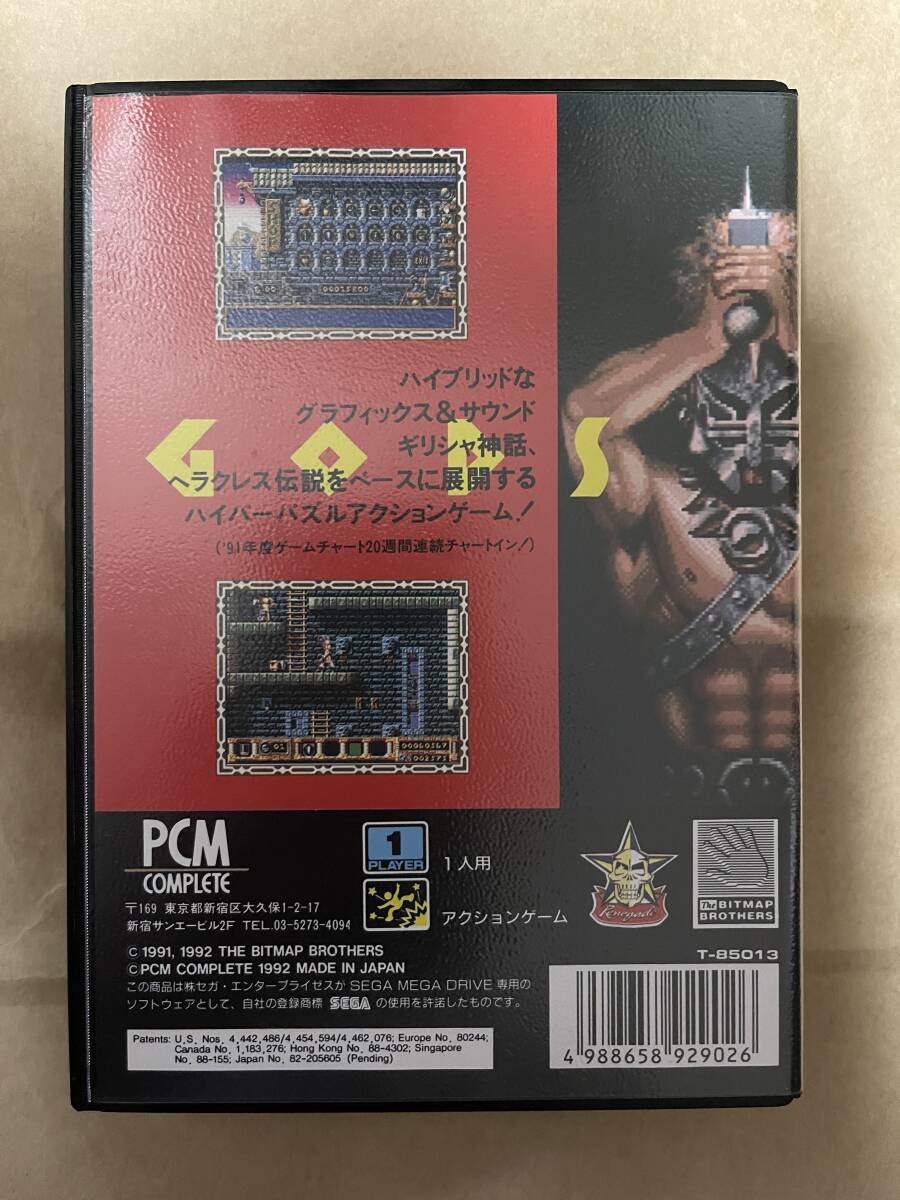 EXIT
00025800
ハイブリッドな
グラフィックス&サウンド
ギリシャ神話、
ヘラクレス伝説をベースに展開する
ハイパーパズルアクションゲーム!
('91年度ゲームチャート20週間連続チャートイン!)
GODS
PCM
COMPLETE
〒169 東京都新宿区大久保1-2-17
新宿サンエービル2F TEL.03-5273-4094
1
PLAYER
1人用
アクションゲーム
Renegade
The BITMAP
BROTHERS
T-85013
© 1991, 1992 THE BITMAP BROTHERS
© PCM COMPLETE 1992 MADE IN JAPAN
この商品は㈱セガ・エンタープライゼスが SEGA MEGA DRIVE 専用の
ソフトウェアとして、自社の登録商標 SEGA の使用を許諾したものです。
Patents: U.S. Nos. 4,442,486/4,454,594/4,462,076; Europe No. 80244;
Canada No. 1,183,276; Hong Kong No. 88-4302; Singapore
No. 88-155; Japan No. 82-205605 (Pending)
4 988658 929026